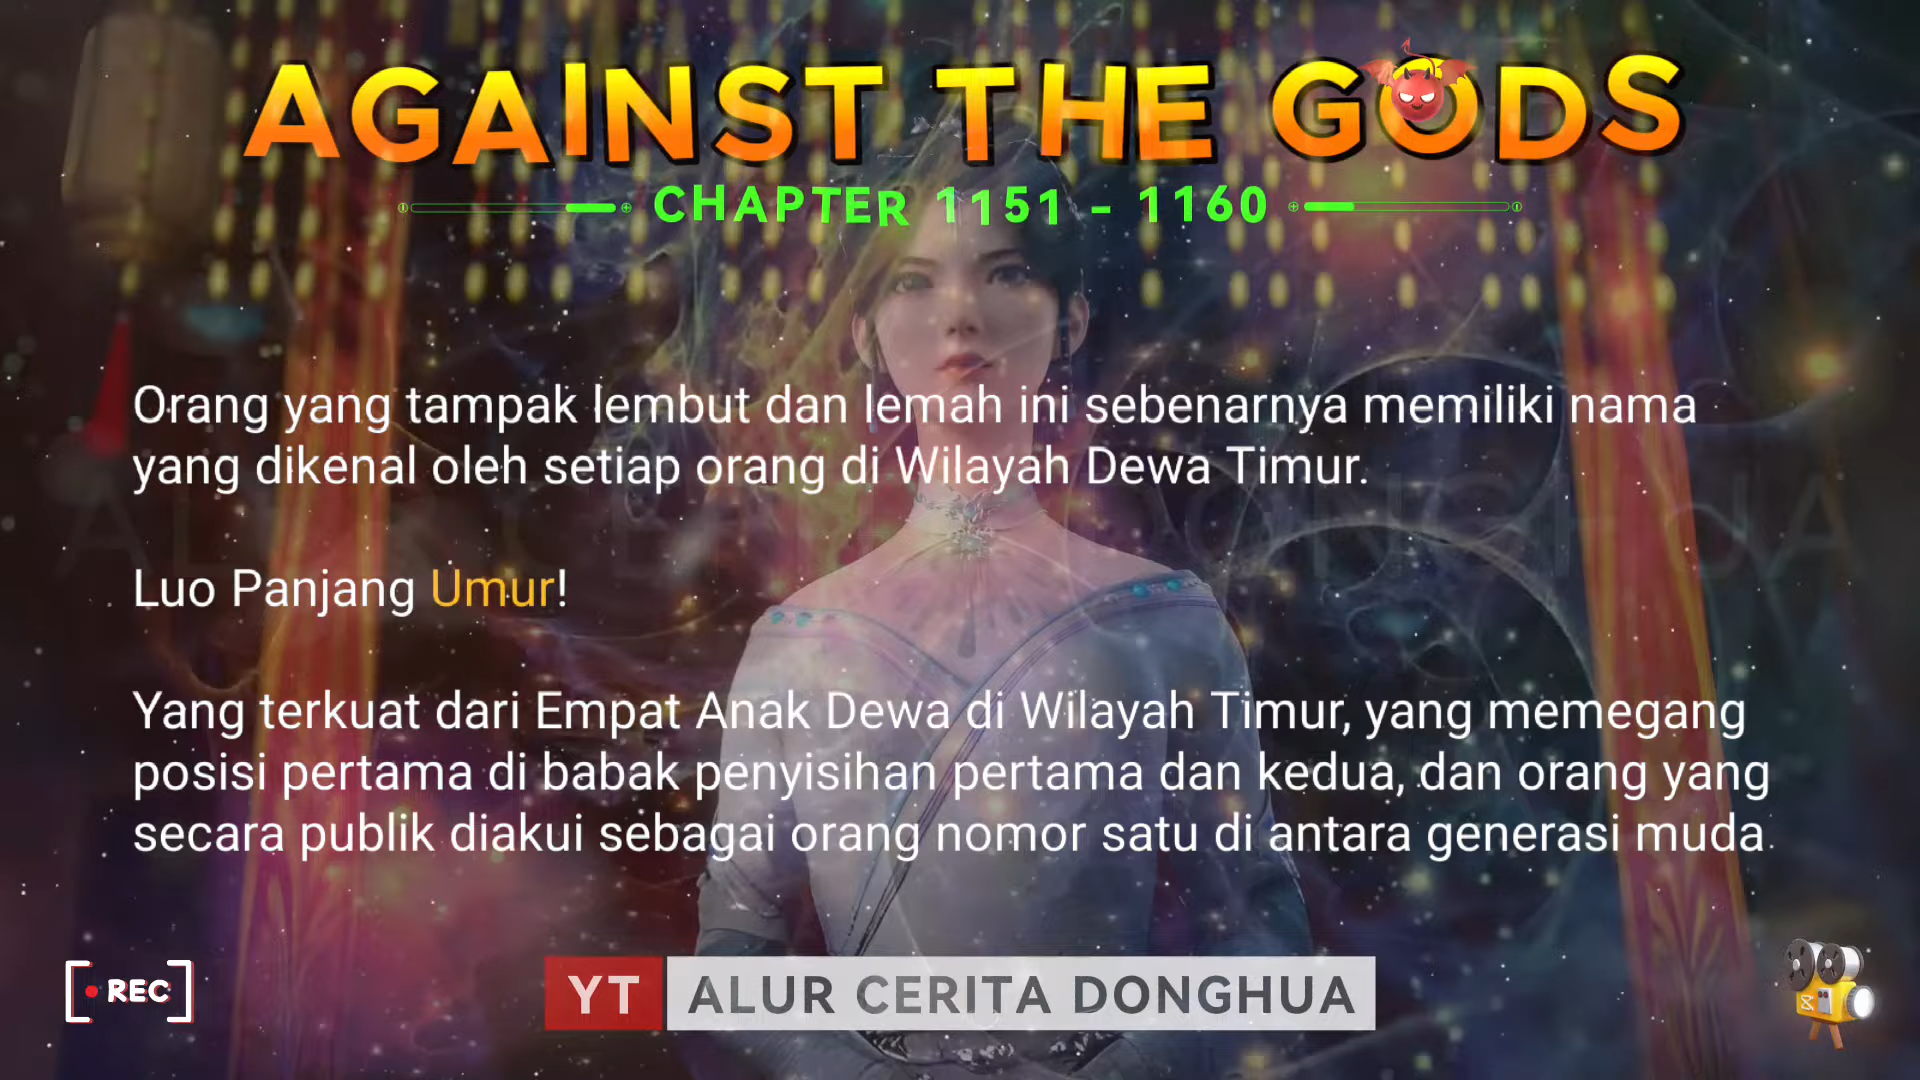 AGAINST THE GODS
CHAPTER 1151 - 1160
Orang yang tampak lembut dan lemah ini sebenarnya memiliki nama
yang dikenal oleh setiap orang di Wilayah Dewa Timur.
Luo Panjang Umur!
Yang terkuat dari Empat Anak Dewa di Wilayah Timur, yang memegang
posisi pertama di babak penyisihan pertama dan kedua, dan orang yang
secara publik diakui sebagai orang nomor satu di antara generasi muda
REC
YT ALUR CERITA DONGHUA